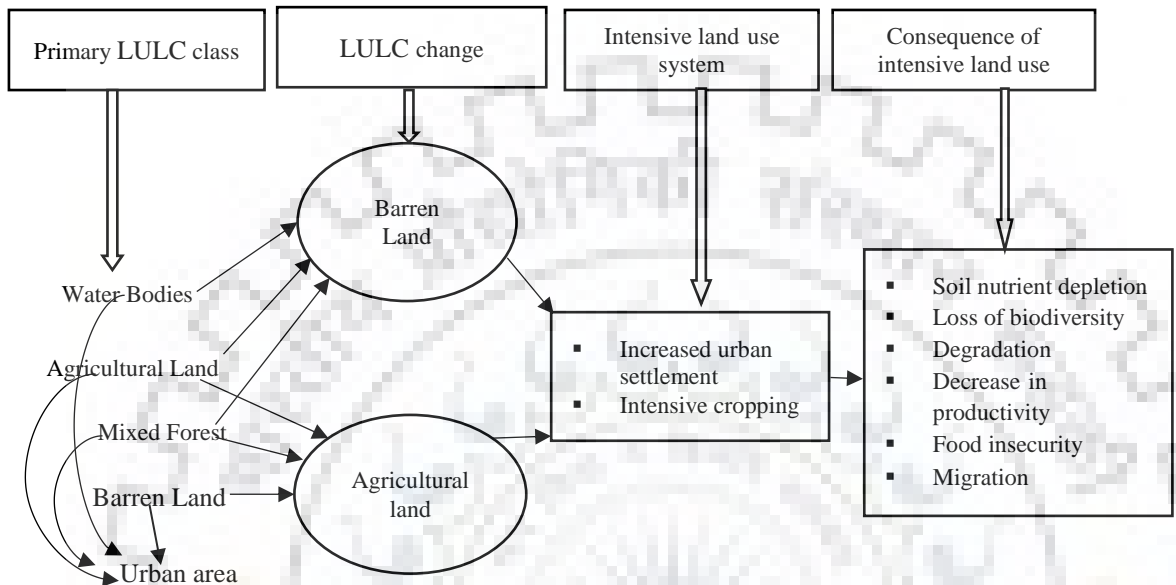 Primary LULC class
LULC change
Intensive land use
system
Consequence of
intensive land use
Barren
Land
Water Bodies
Agricultural Land
Mixed Forest
Barren Land
Urban area
Agricultural
land
▪ Increased urban
settlement
▪ Intensive cropping
▪ Soil nutrient depletion
▪ Loss of biodiversity
▪ Degradation
▪ Decrease in
productivity
▪ Food insecurity
▪ Migration